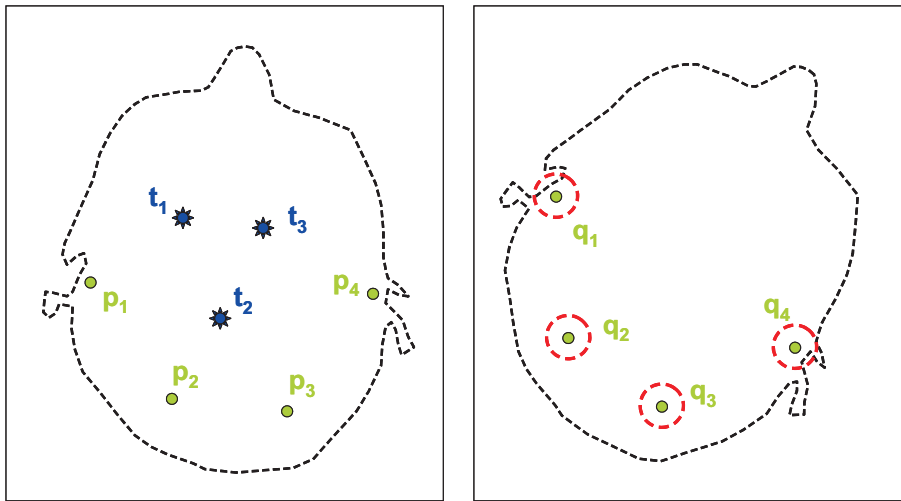 t₁
t₃
p₁
t₂
p₄
p₂
p₃
q₁
q₂
q₄
q₃